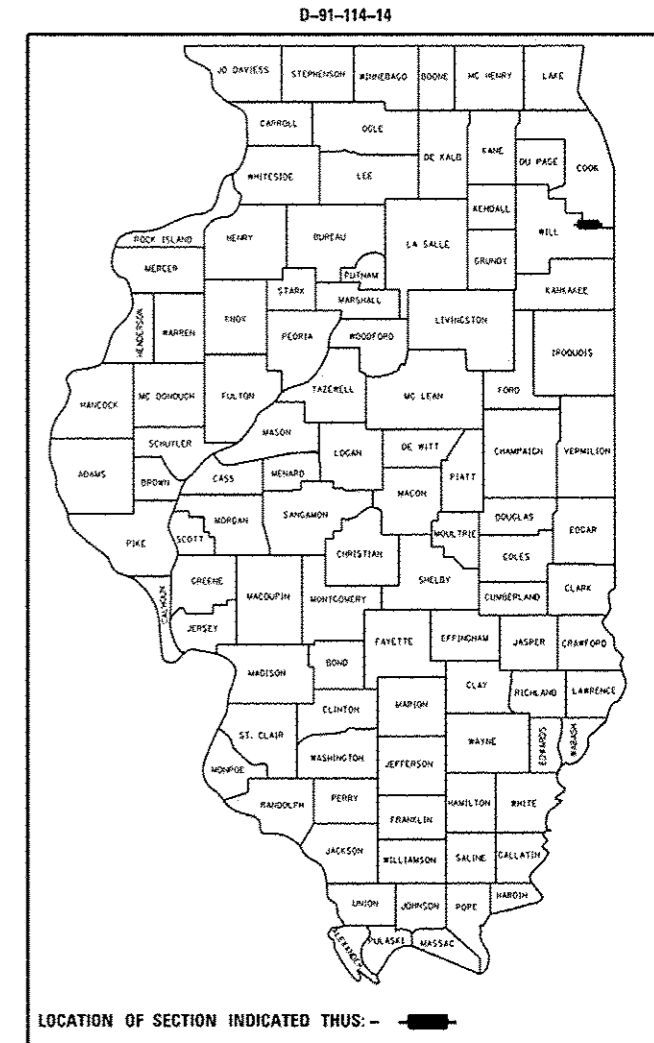 D-91-114-14
JO DAVIESS STEPHENSON WINNEBAGO BOONE MC HENRY LAKE
CARROLL OGLE DE KALB KANE DU PAGE COOK
WHITESIDE LEE
KENDALL WILL
ROCK ISLAND HENRY BUREAU LA SALLE GRUNDY
MERCER PUTNAM KANKAKEE
STARK MARSHALL
HENDERSON WARREN KNOX PEORIA WOODFORD LIVINGSTON IROQUOIS
HANCOCK MC DONOUGH FULTON TAZEWELL MC LEAN FORD
SCHUYLER MASON LOGAN DE WITT CHAMPAIGN VERMILION
ADAMS BROWN CASS MENARD PIATT
MACON
PIKE SCOTT MORGAN SANGAMON CHRISTIAN MOULTRIE DOUGLAS EDGAR
COLES
CALHOUN GREENE MACOUPIN MONTGOMERY SHELBY CUMBERLAND CLARK
JERSEY FAYETTE EFFINGHAM JASPER CRAWFORD
MADISON BOND
CLAY RICHLAND LAWRENCE
CLINTON MARION
ST. CLAIR WAYNE EDWARDS WABASH
MONROE WASHINGTON JEFFERSON
RANDOLPH PERRY HAMILTON WHITE
FRANKLIN
JACKSON WILLIAMSON SALINE GALLATIN
UNION JOHNSON POPE HARDIN
ALEXANDER PULASKI MASSAC
LOCATION OF SECTION INDICATED THUS: -